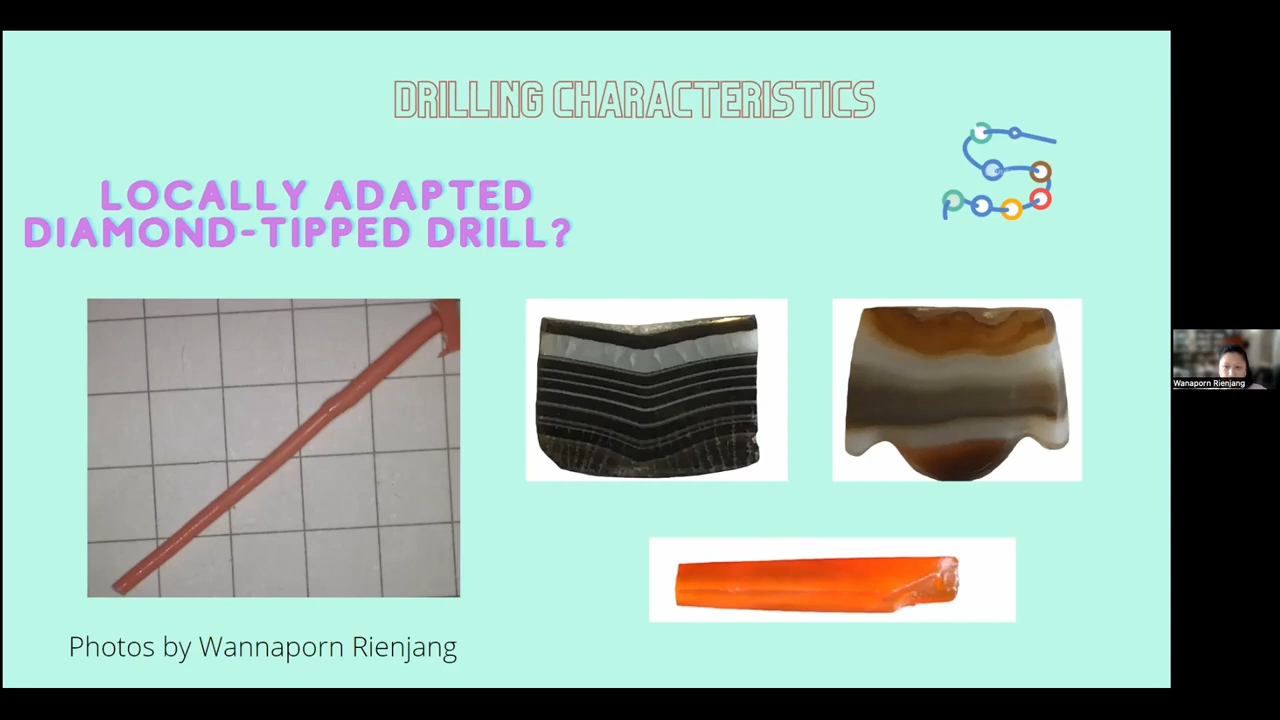 DRILLING CHARACTERISTICS
LOCALLY ADAPTED
DIAMOND-TIPPED DRILL?
Photos by Wannaporn Rienjang
Wanaporn Rienjang